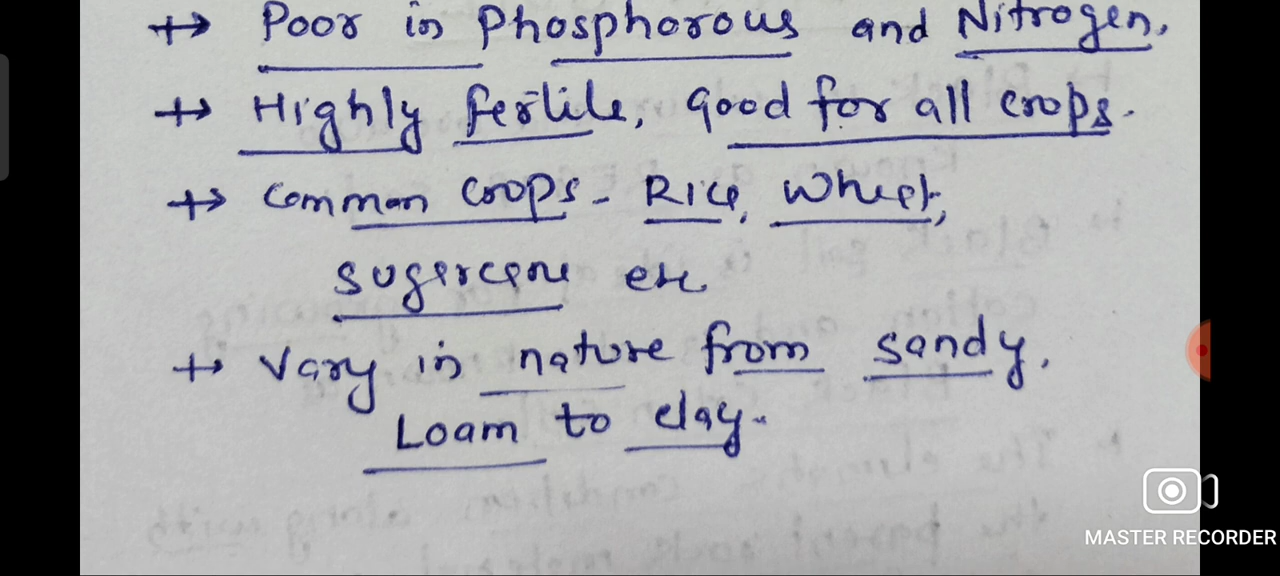 ↠ Poor in Phosphorous and Nitrogen.
↠ Highly fertile, good for all crops.
↠ Common crops - Rice, Wheat,
sugarcane etc
↠ Vary in nature from sandy,
Loam to clay.
MASTER RECORDER